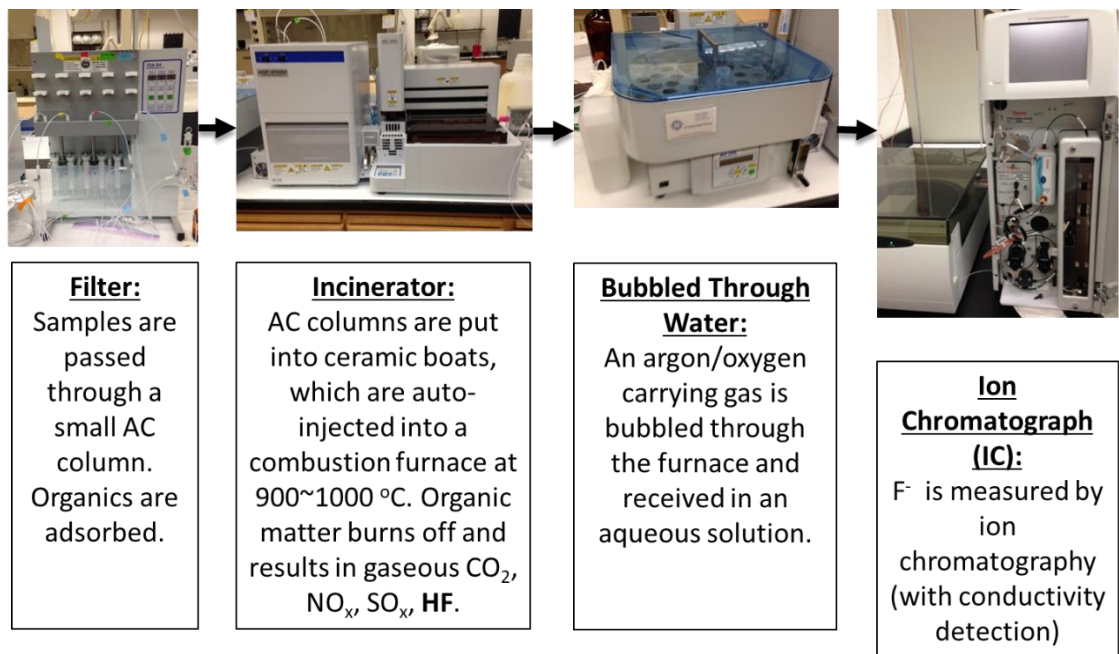 Filter:
Samples are
passed
through a
small AC
column.
Organics are
adsorbed.
Incinerator:
AC columns are put
into ceramic boats,
which are auto-
injected into a
combustion furnace at
900~1000 ºC. Organic
matter burns off and
results in gaseous CO₂,
NOₓ, SOₓ, HF.
Bubbled Through
Water:
An argon/oxygen
carrying gas is
bubbled through
the furnace and
received in an
aqueous solution.
Ion
Chromatograph
(IC):
F⁻ is measured by
ion
chromatography
(with conductivity
detection)